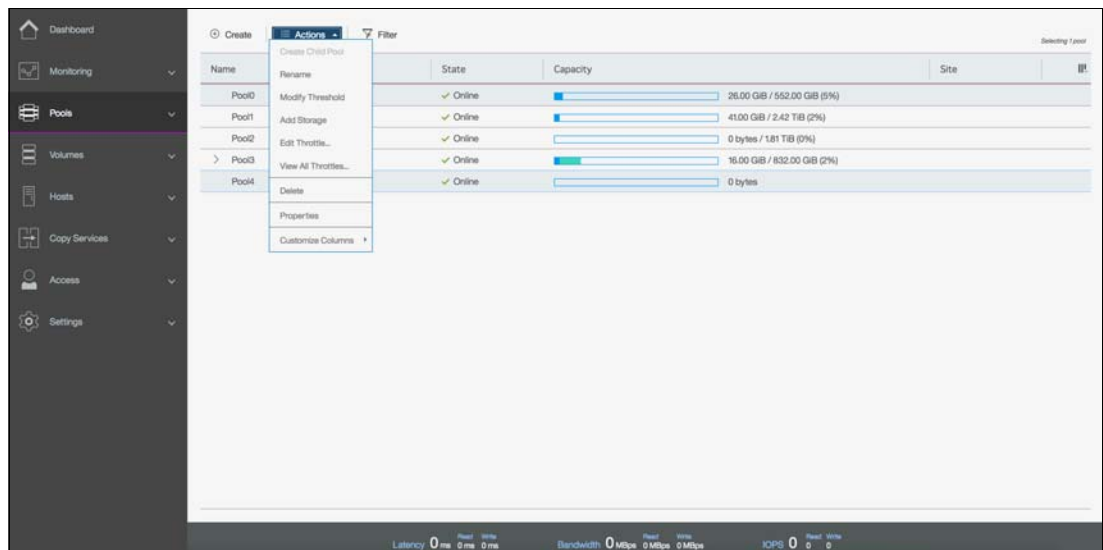 Dashboard
Monitoring
Pools
Volumes
Hosts
Copy Services
Access
Settings
Create Actions Filter
Selecting 1 pool
Create Child Pool
Rename
Modify Threshold
Add Storage
Edit Throttle...
View All Throttles...
Delete
Properties
Customize Columns
Name State Capacity Site
Pool0 Online 26.00 GiB / 552.00 GiB (5%)
Pool1 Online 41.00 GiB / 2.42 TiB (2%)
Pool2 Online 0 bytes / 1.81 TiB (0%)
Pool3 Online 16.00 GiB / 832.00 GiB (2%)
Pool4 Online 0 bytes
Read Write Read Write Read Write
Latency 0 ms 0 ms 0 ms Bandwidth 0 MBps 0 MBps 0 MBps IOPS 0 0 0